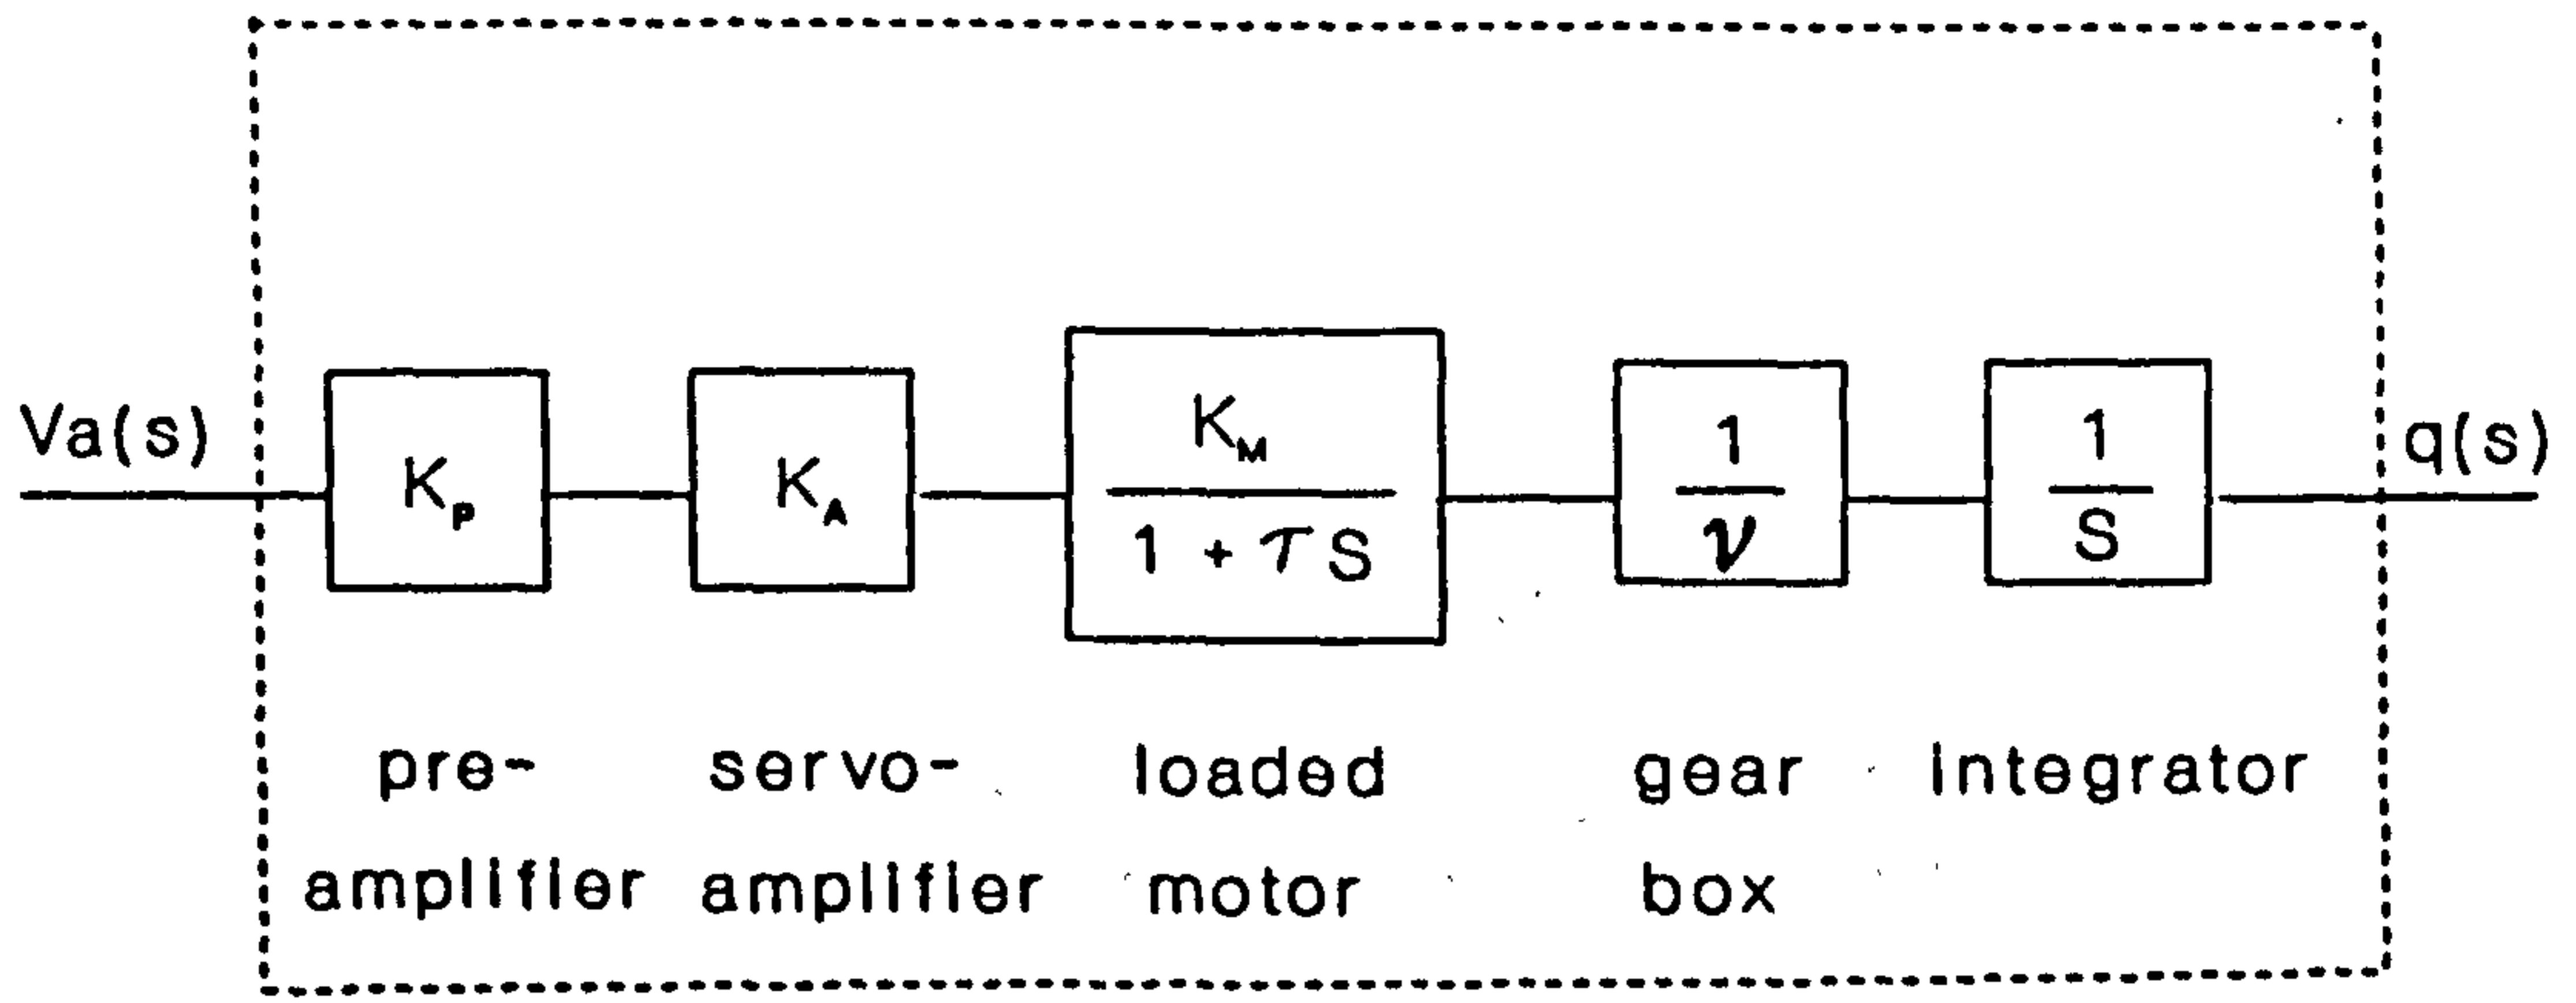 Va(s)
K_P
K_A
K_M
1 + τS
1
ν
1
S
q(s)
pre-
amplifier
servo-
amplifier
loaded
motor
gear
box
integrator